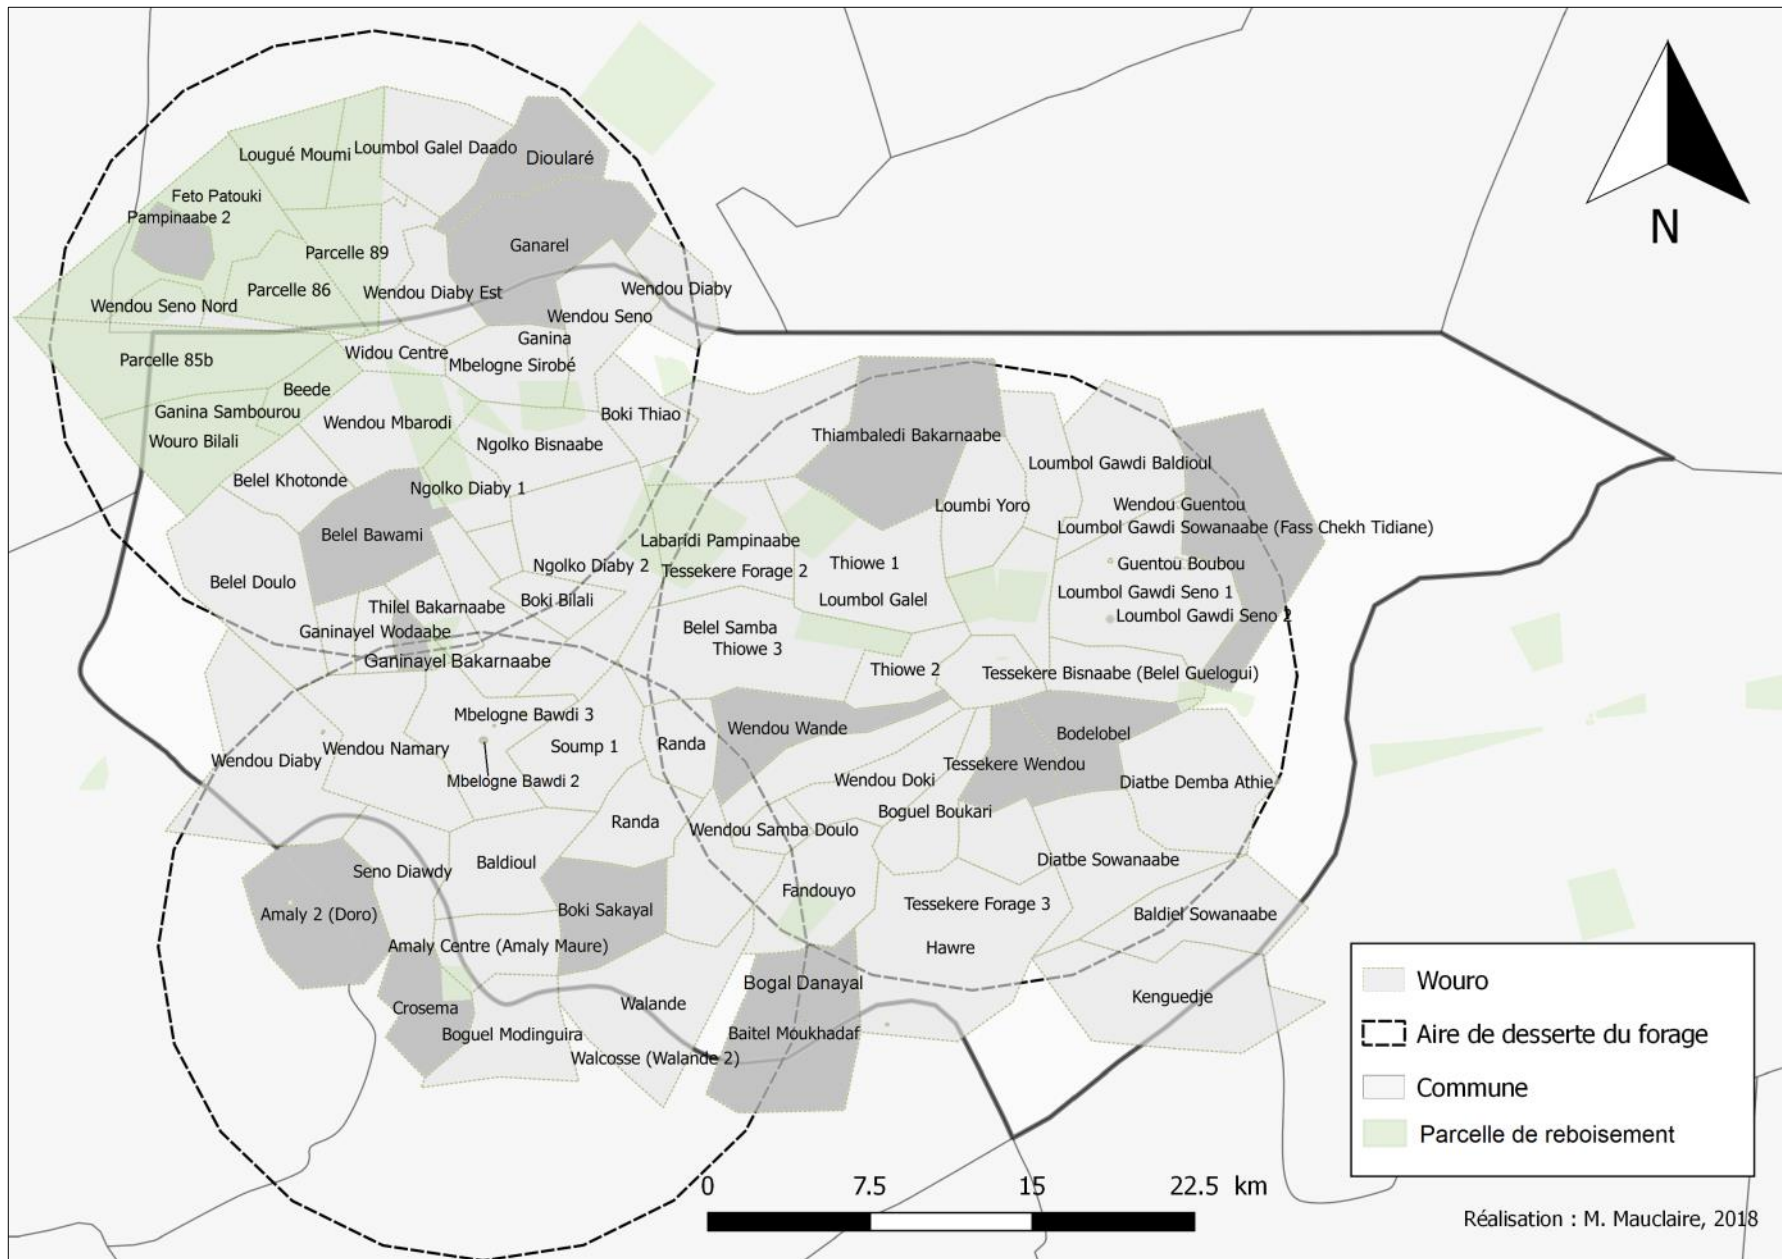 Lougué Moumi
Loumbol Galel Daado
Dioularé
Feto Patouki
Pampinaabe 2
N
Ganarel
Parcelle 89
Parcelle 86
Wendou Diaby Est
Wendou Diaby
Wendou Seno Nord
Wendou Seno
Ganina
Widou Centre
Mbelogne Sirobé
Parcelle 85b
Beede
Ganina Sambourou
Wendou Mbarodi
Boki Thiao
Wouro Bilali
Ngolko Bisnaabe
Thiambaledi Bakarnaabe
Loumbol Gawdi Baldioul
Belel Khotonde
Ngolko Diaby 1
Loumbi Yoro
Wendou Guentou
Belel Bawami
Labaridi Pampinaabe
Loumbol Gawdi Sowanaabe (Fass Chekh Tidiane)
Ngolko Diaby 2
Tessekere Forage 2
Thiowe 1
Guentou Boubou
Belel Doulo
Thilel Bakarnaabe
Boki Bilali
Loumbol Galel
Loumbol Gawdi Seno 1
Loumbol Gawdi Seno 2
Ganinayel Wodaabe
Belel Samba
Thiowe 3
Ganinayel Bakarnaabe
Thiowe 2
Tessekere Bisnaabe (Belel Guelogui)
Mbelogne Bawdi 3
Wendou Wande
Bodelobel
Wendou Namary
Soump 1
Randa
Wendou Diaby
Mbelogne Bawdi 2
Wendou Doki
Tessekere Wendou
Diatbe Demba Athie
Randa
Wendou Samba Doulo
Boguel Boukari
Seno Diawdy
Baldioul
Diatbe Sowanaabe
Fandouyo
Amaly 2 (Doro)
Boki Sakayal
Tessekere Forage 3
Baldiel Sowanaabe
Amaly Centre (Amaly Maure)
Hawre
Bogal Danayal
Kenguedje
Crosema
Walande
Boguel Modinguira
Baitel Moukhadaf
Walcosse (Walande 2)
Wouro
Aire de desserte du forage
Commune
Parcelle de reboisement
0 7.5 15 22.5 km
Réalisation : M. Mauclaire, 2018